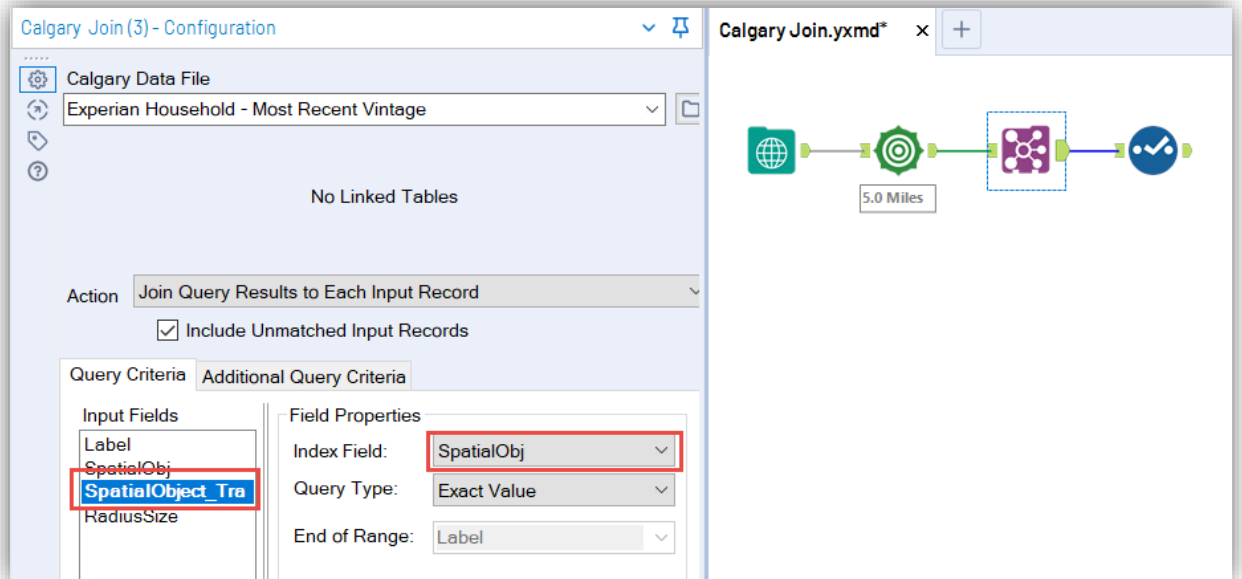 Calgary Join (3) - Configuration
Calgary Data File
Experian Household - Most Recent Vintage
No Linked Tables
Action
Join Query Results to Each Input Record
Include Unmatched Input Records
Query Criteria
Additional Query Criteria
Input Fields
Label
SpatialObj
SpatialObject_Tra
RadiusSize
Field Properties
Index Field:
SpatialObj
Query Type:
Exact Value
End of Range:
Label
Calgary Join.yxmd*
5.0 Miles